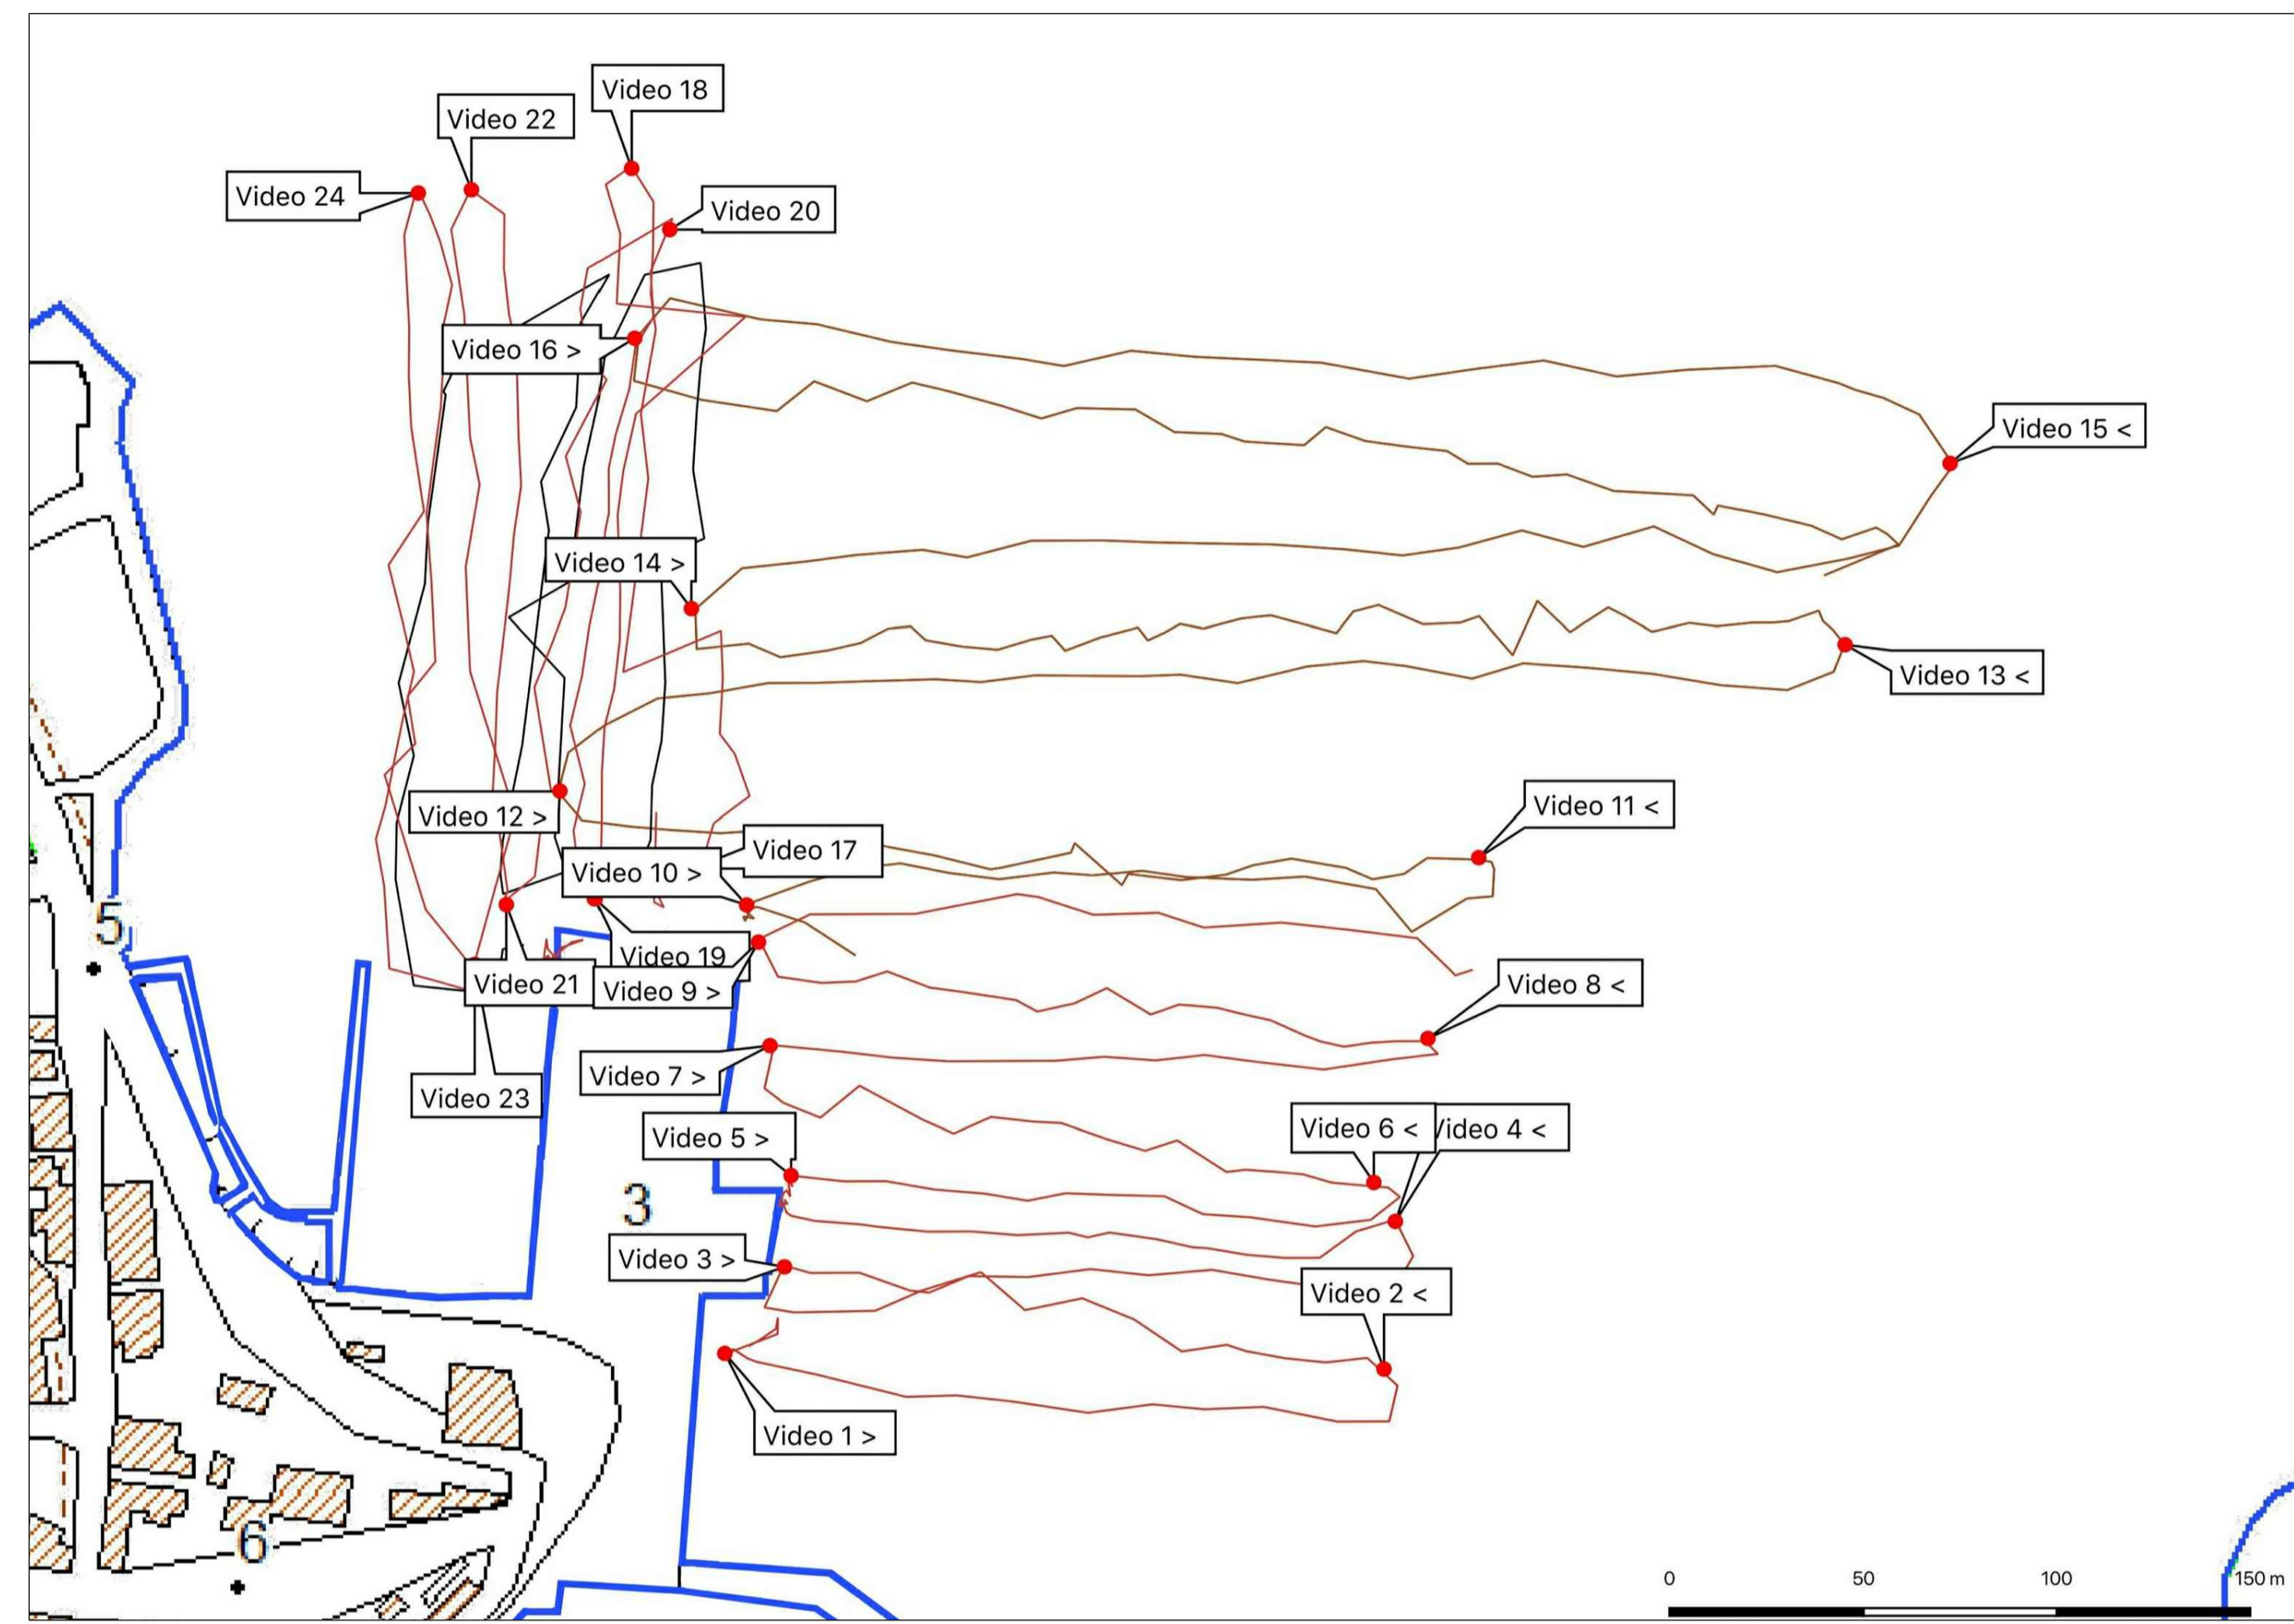 Video 18
Video 22
Video 24
Video 20
Video 16 >
Video 15 <
Video 14 >
Video 13 <
Video 11 <
Video 12 >
Video 17
Video 10 >
5
Video 19
Video 21
Video 9 >
Video 8 <
Video 7 >
Video 23
Video 6 <
Video 4 <
Video 5 >
3
Video 3 >
Video 2 <
Video 1 >
6
0 50 100 150 m